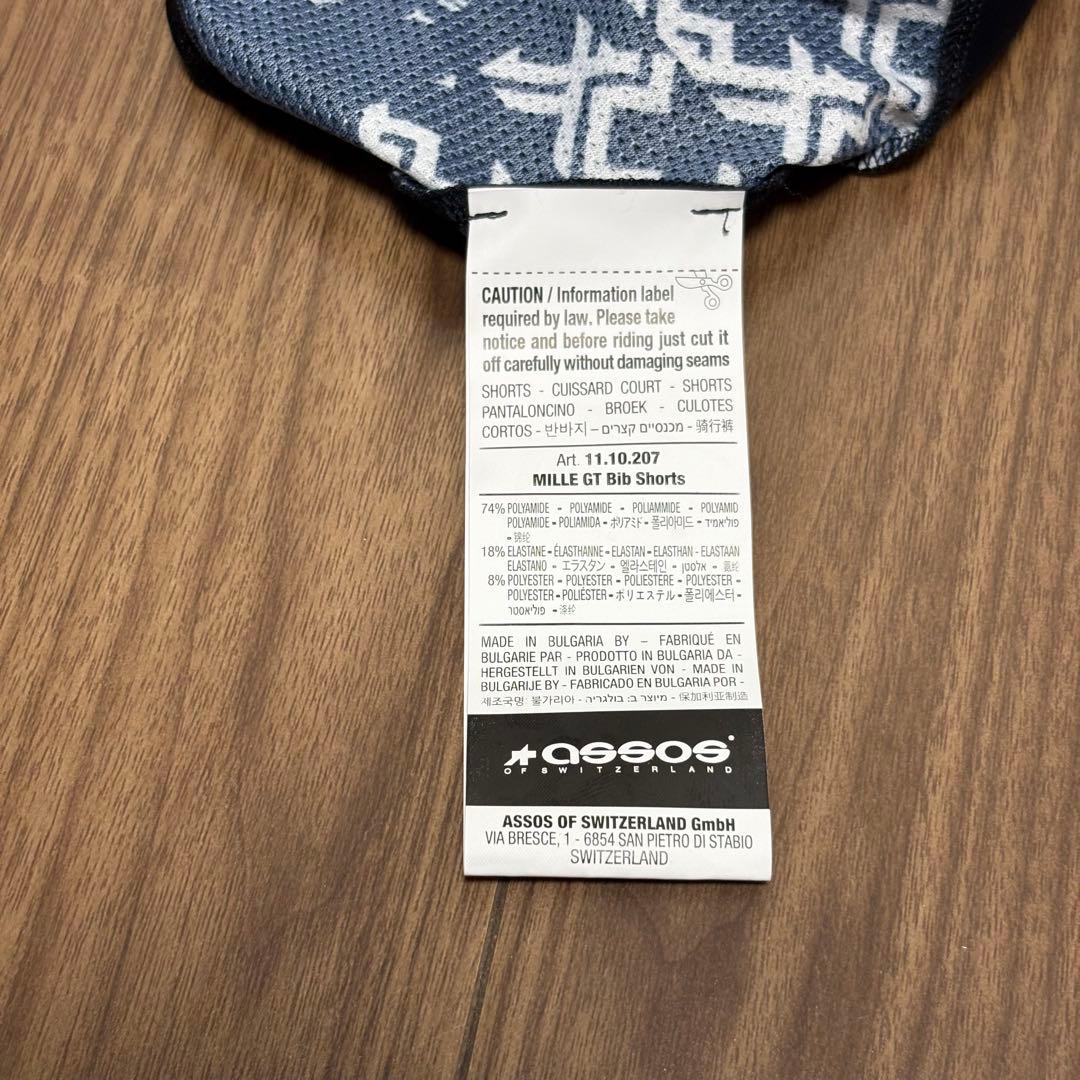 CAUTION / Information label
required by law. Please take
notice and before riding just cut it
off carefully without damaging seams
SHORTS - CUISSARD COURT - SHORTS
PANTALONCINO - BROEK - CULOTES
CORTOS - 반바지 – מכנסיים קצרים - 骑行裤
Art. 11.10.207
MILLE GT Bib Shorts
74% POLYAMIDE - POLYAMIDE - POLIAMMIDE - POLYAMID
POLYAMIDE - POLIAMIDA - ポリアミド - 폴리아미드 - פוליאמיד
- 锦纶
18% ELASTANE - ÉLASTHANNE - ELASTAN - ELASTHAN - ELASTAAN
ELASTANO - エラスタン - 엘라스테인 - אלסטן - 氨纶
8% POLYESTER - POLYESTER - POLIESTERE - POLYESTER -
POLYESTER - POLIÉSTER - ポリエステル - 폴리에스터 -
פוליאסטר - 涤纶
MADE IN BULGARIA BY – FABRIQUÉ EN
BULGARIE PAR - PRODOTTO IN BULGARIA DA -
HERGESTELLT IN BULGARIEN VON - MADE IN
BULGARIJE BY - FABRICADO EN BULGARIA POR -
제조국명: 불가리아 - מיוצר ב: בולגריה - 保加利亚制造
assos
OF SWITZERLAND
ASSOS OF SWITZERLAND GmbH
VIA BRESCE, 1 - 6854 SAN PIETRO DI STABIO
SWITZERLAND